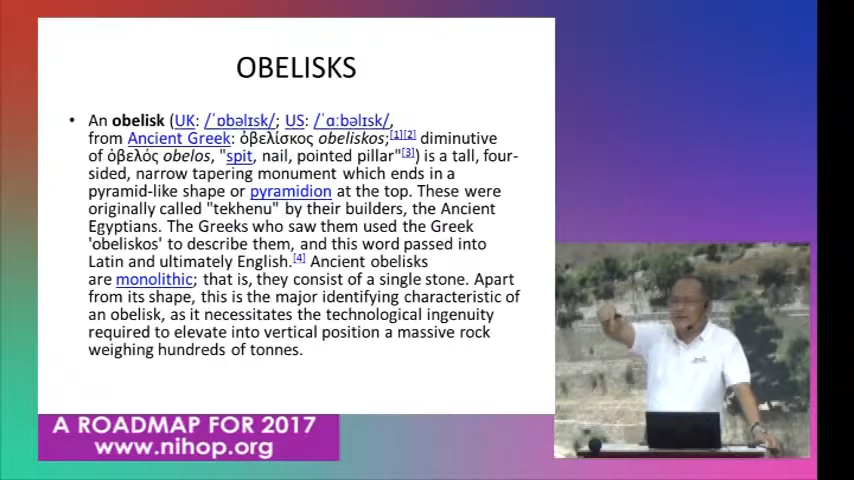 OBELISKS
• An obelisk (UK: /ˈɒbəlɪsk/; US: /ˈɑːbəlɪsk/,
from Ancient Greek: ὀβελίσκος obeliskos;[1][2] diminutive
of ὀβελός obelos, "spit, nail, pointed pillar"[3]) is a tall, four-
sided, narrow tapering monument which ends in a
pyramid-like shape or pyramidion at the top. These were
originally called "tekhenu" by their builders, the Ancient
Egyptians. The Greeks who saw them used the Greek
'obeliskos' to describe them, and this word passed into
Latin and ultimately English.[4] Ancient obelisks
are monolithic; that is, they consist of a single stone. Apart
from its shape, this is the major identifying characteristic of
an obelisk, as it necessitates the technological ingenuity
required to elevate into vertical position a massive rock
weighing hundreds of tonnes.
A ROADMAP FOR 2017
www.nihop.org